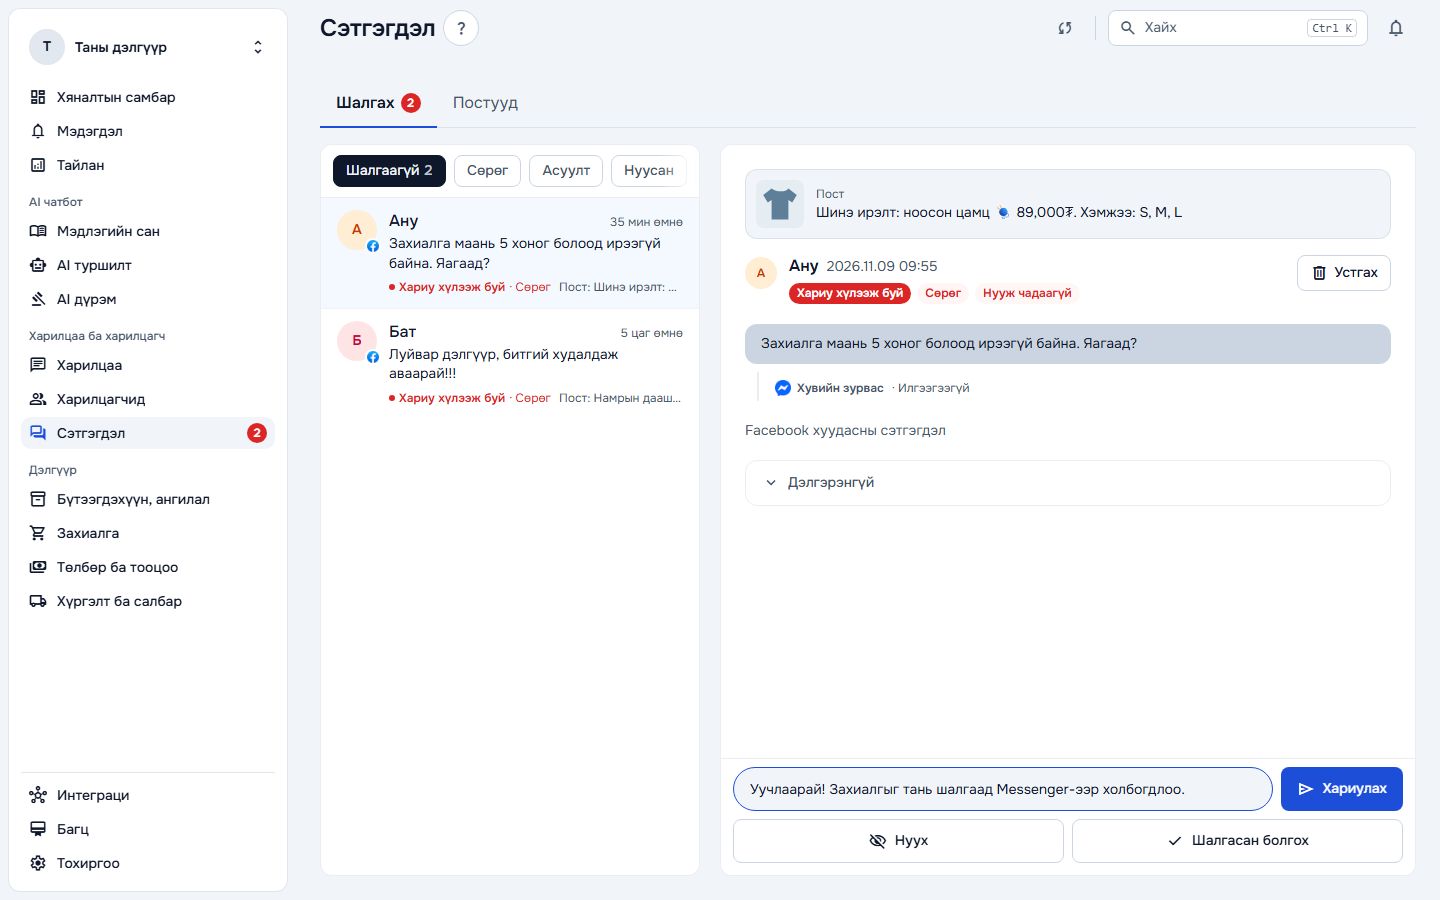 Т Таны дэлгүүр
Хяналтын самбар
Мэдэгдэл
Тайлан
AI чатбот
Мэдлэгийн сан
AI туршилт
AI дүрэм
Харилцаа ба харилцагч
Харилцаа
Харилцагчид
Сэтгэгдэл 2
Дэлгүүр
Бүтээгдэхүүн, ангилал
Захиалга
Төлбөр ба тооцоо
Хүргэлт ба салбар
Интеграци
Багц
Тохиргоо
Сэтгэгдэл ?
Хайх Ctrl K
Шалгах 2 Постууд
Шалгаагүй 2 Сөрөг Асуулт Нуусан
А Ану 35 мин өмнө
Захиалга маань 5 хоног болоод ирээгүй
байна. Яагаад?
Хариу хүлээж буй · Сөрөг Пост: Шинэ ирэлт: ...
Б Бат 5 цаг өмнө
Луйвар дэлгүүр, битгий худалдаж
аваарай!!!
Хариу хүлээж буй · Сөрөг Пост: Намрын дааш...
Пост
Шинэ ирэлт: ноосон цамц 🧶 89,000₮. Хэмжээ: S, M, L
А Ану 2026.11.09 09:55
Хариу хүлээж буй Сөрөг Нууж чадаагүй
Устгах
Захиалга маань 5 хоног болоод ирээгүй байна. Яагаад?
Хувийн зурвас · Илгээгээгүй
Facebook хуудасны сэтгэгдэл
Дэлгэрэнгүй
Уучлаарай! Захиалгыг тань шалгаад Messenger-ээр холбогдлоо.
Хариулах
Нуух
Шалгасан болгох